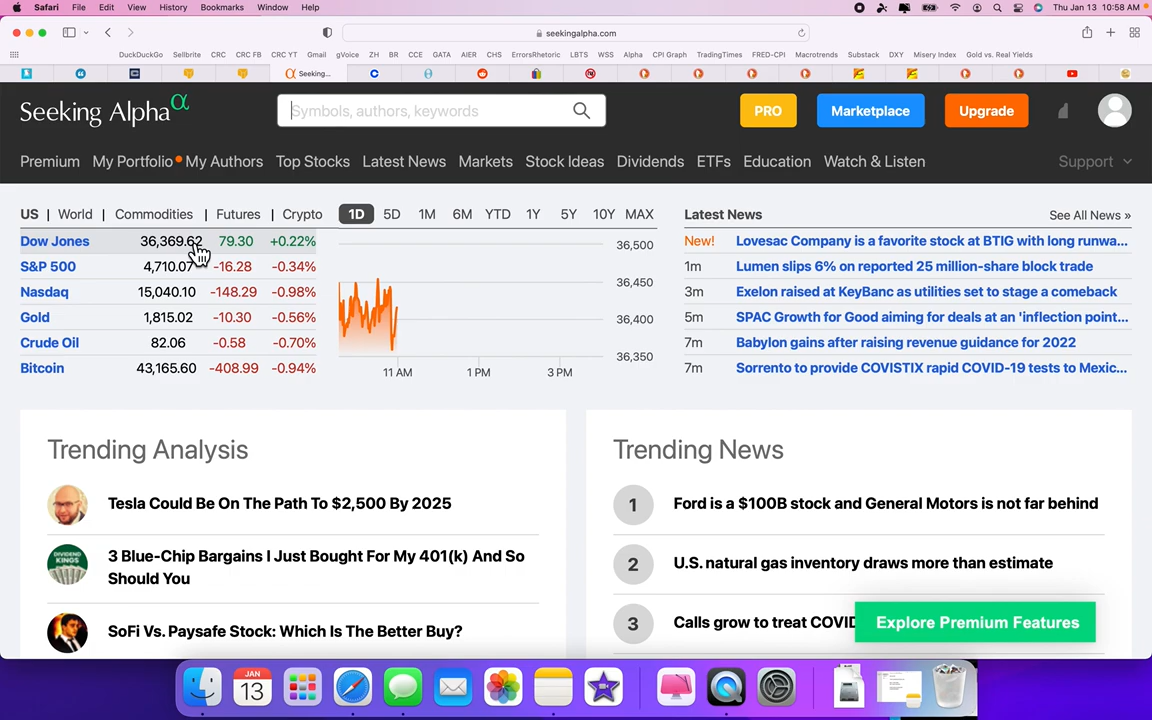 Safari File Edit View History Bookmarks Window Help Thu Jan 13 10:58 AM
seekingalpha.com
DuckDuckGo Sellbrite CRC CRC FB CRC YT Gmail gVoice ZH BR CCE GATA AIER CHS ErrorsRhetoric LBTS WSS Alpha CPI Graph TradingTimes FRED-CPI Macrotrends Substack DXY Misery Index Gold vs. Real Yields
Seeking...
Seeking Alpha α
Symbols, authors, keywords
PRO
Marketplace
Upgrade
Premium My Portfolio My Authors Top Stocks Latest News Markets Stock Ideas Dividends ETFs Education Watch & Listen Support
US | World | Commodities | Futures | Crypto
Dow Jones 36,369.62 79.30 +0.22%
S&P 500 4,710.07 -16.28 -0.34%
Nasdaq 15,040.10 -148.29 -0.98%
Gold 1,815.02 -10.30 -0.56%
Crude Oil 82.06 -0.58 -0.70%
Bitcoin 43,165.60 -408.99 -0.94%
1D 5D 1M 6M YTD 1Y 5Y 10Y MAX
36,500
36,450
36,400
36,350
11 AM 1 PM 3 PM
Latest News See All News »
New! Lovesac Company is a favorite stock at BTIG with long runwa...
1m Lumen slips 6% on reported 25 million-share block trade
3m Exelon raised at KeyBanc as utilities set to stage a comeback
5m SPAC Growth for Good aiming for deals at an 'inflection point...
7m Babylon gains after raising revenue guidance for 2022
7m Sorrento to provide COVISTIX rapid COVID-19 tests to Mexic...
Trending Analysis
Tesla Could Be On The Path To $2,500 By 2025
DIVIDEND
KINGS
3 Blue-Chip Bargains I Just Bought For My 401(k) And So
Should You
SoFi Vs. Paysafe Stock: Which Is The Better Buy?
Trending News
1 Ford is a $100B stock and General Motors is not far behind
2 U.S. natural gas inventory draws more than estimate
3 Calls grow to treat COVID
Explore Premium Features
JAN
13